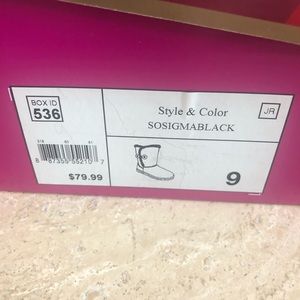 BOX ID
536
Style & Color
JR
SOSIGMABLACK
$79.99
9